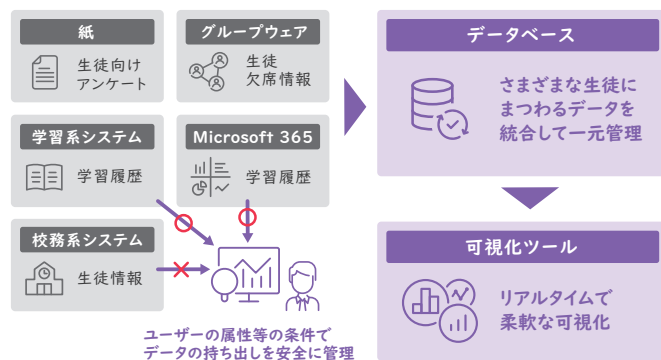 紙
生徒向け
アンケート
グループウェア
生徒
欠席情報
学習系システム
学習履歴
Microsoft 365
学習履歴
校務系システム
生徒情報
ユーザーの属性等の条件で
データの持ち出しを安全に管理
データベース
さまざまな生徒に
まつわるデータを
統合して一元管理
可視化ツール
リアルタイムで
柔軟な可視化